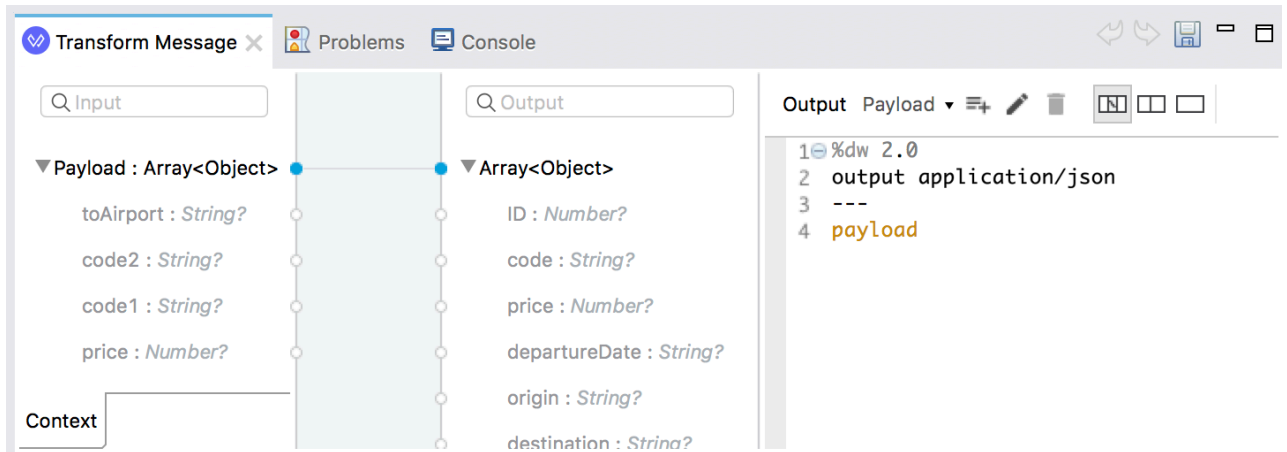 Transform Message Problems Console
Input
Payload : Array<Object>
toAirport : String?
code2 : String?
code1 : String?
price : Number?
Context
Output
Array<Object>
ID : Number?
code : String?
price : Number?
departureDate : String?
origin : String?
destination : String?
Output Payload
1 %dw 2.0
2 output application/json
3 ---
4 payload